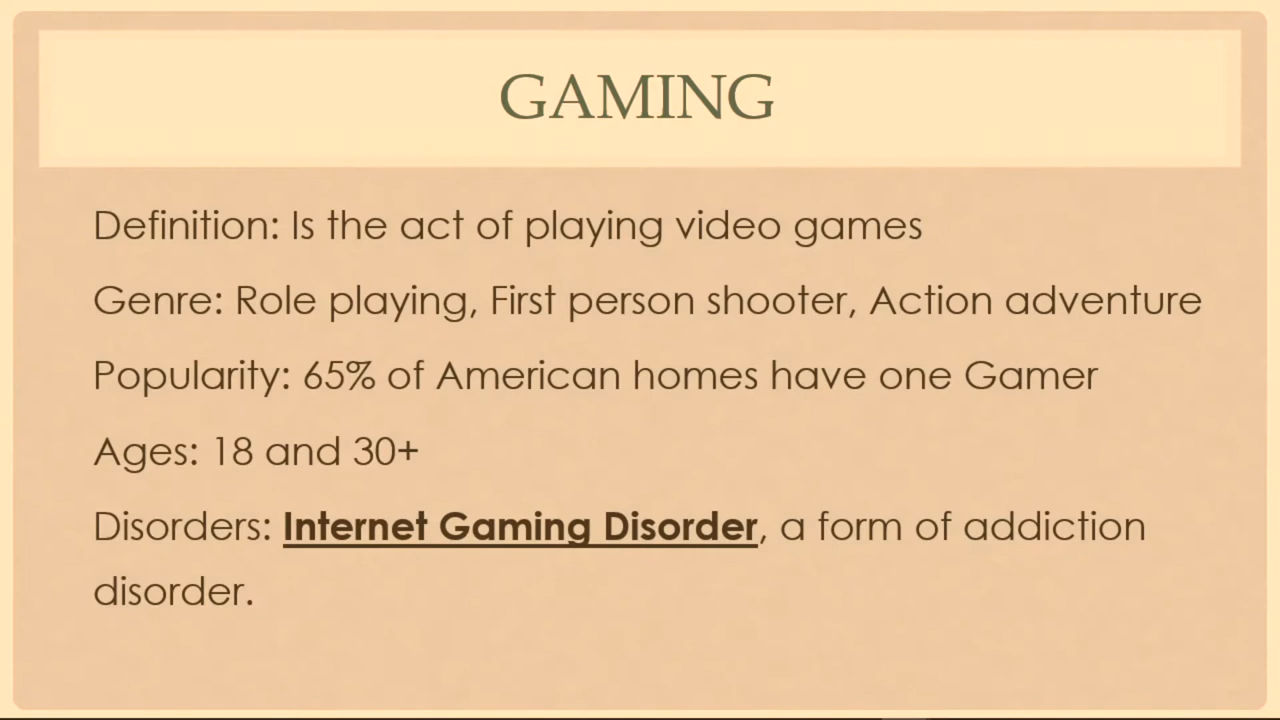 GAMING
Definition: Is the act of playing video games
Genre: Role playing, First person shooter, Action adventure
Popularity: 65% of American homes have one Gamer
Ages: 18 and 30+
Disorders: Internet Gaming Disorder, a form of addiction
disorder.